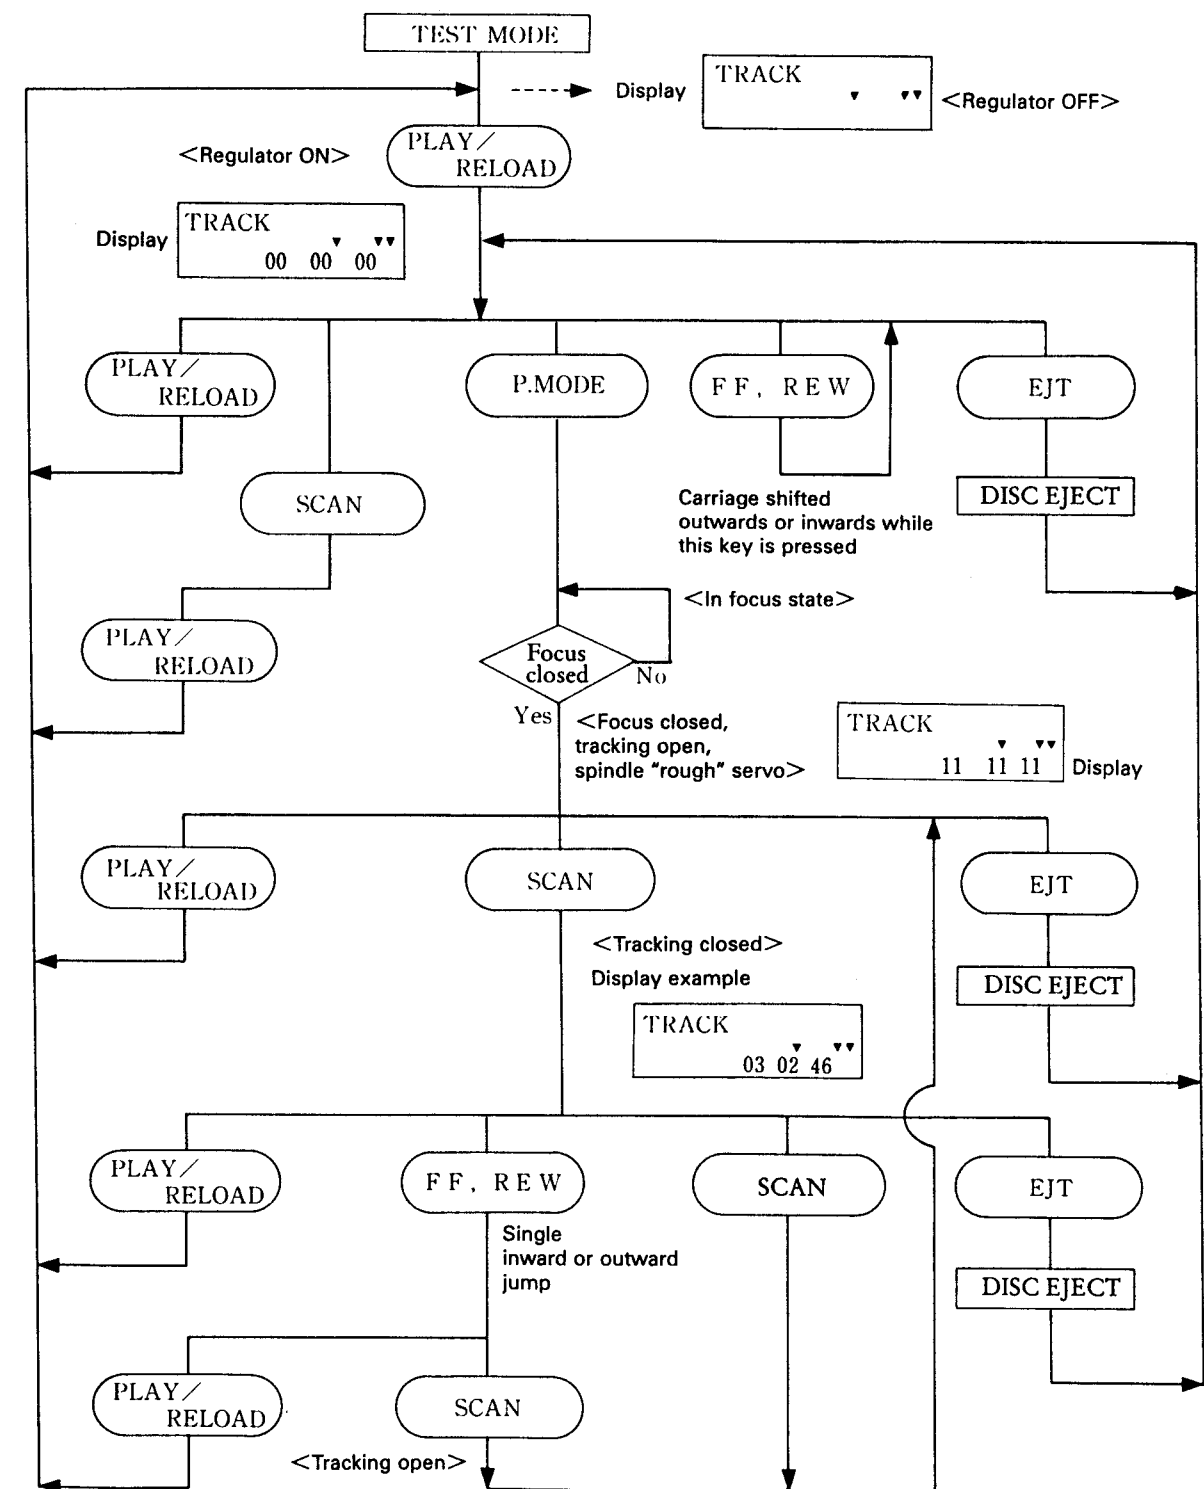 TEST MODE
Display
TRACK
<Regulator OFF>
<Regulator ON>
PLAY/
RELOAD
Display
TRACK
00 00 00
PLAY/
RELOAD
P.MODE
FF, REW
EJT
SCAN
Carriage shifted
outwards or inwards while
this key is pressed
DISC EJECT
<In focus state>
PLAY/
RELOAD
Focus
closed
No
Yes
<Focus closed,
tracking open,
spindle "rough" servo>
TRACK
11 11 11
Display
PLAY/
RELOAD
SCAN
EJT
<Tracking closed>
Display example
TRACK
03 02 46
DISC EJECT
PLAY/
RELOAD
FF, REW
SCAN
EJT
Single
inward or outward
jump
DISC EJECT
PLAY/
RELOAD
SCAN
<Tracking open>